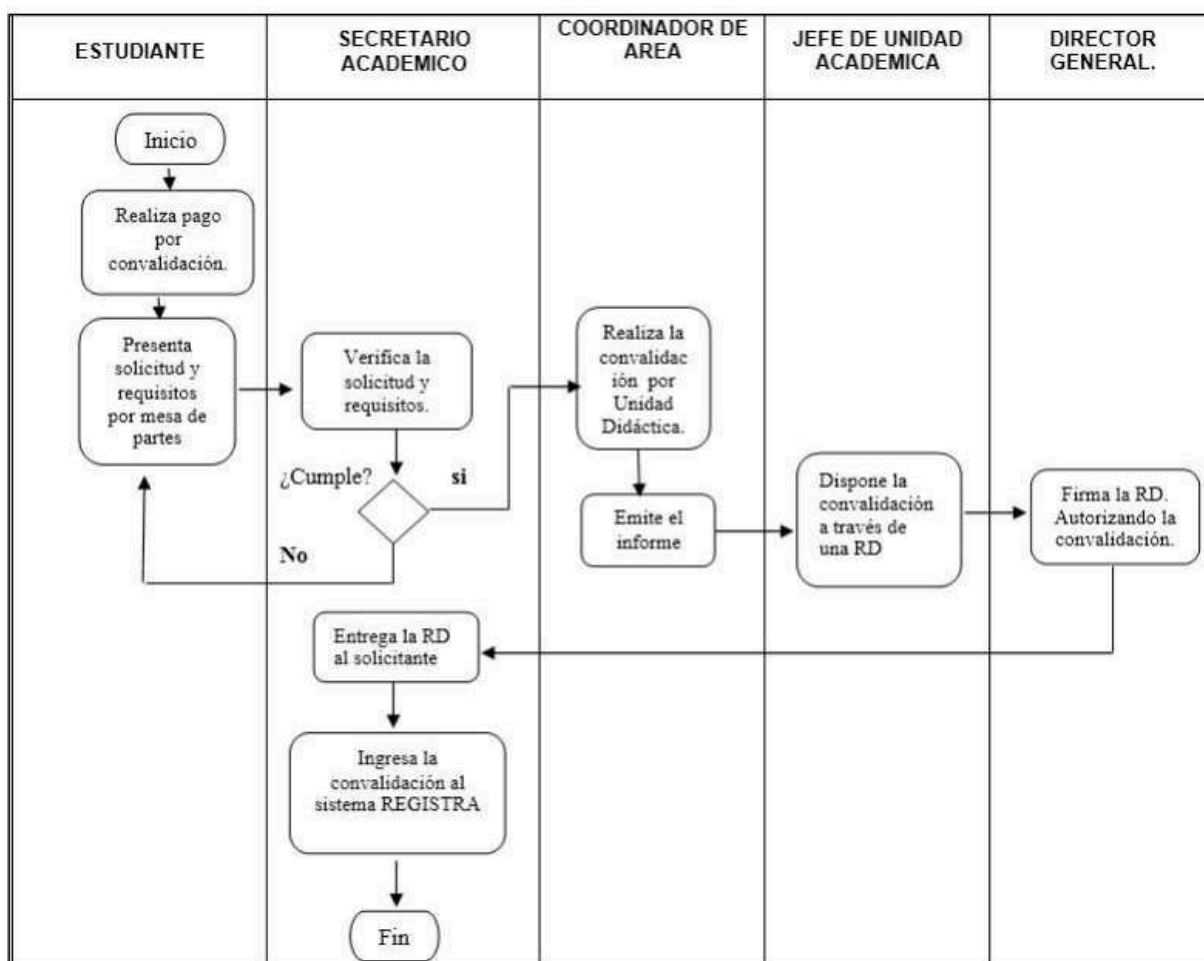 ESTUDIANTE
SECRETARIO
ACADEMICO
COORDINADOR DE
AREA
JEFE DE UNIDAD
ACADEMICA
DIRECTOR
GENERAL.
Inicio
Realiza pago
por
convalidación.
Presenta
solicitud y
requisitos
por mesa de
partes
Verifica la
solicitud y
requisitos.
¿Cumple?
si
No
Realiza la
convalidac
ión por
Unidad
Didáctica.
Emite el
informe
Dispone la
convalidación
a través de
una RD
Firma la RD.
Autorizando la
convalidación.
Entrega la RD
al solicitante
Ingresa la
convalidación al
sistema REGISTRA
Fin